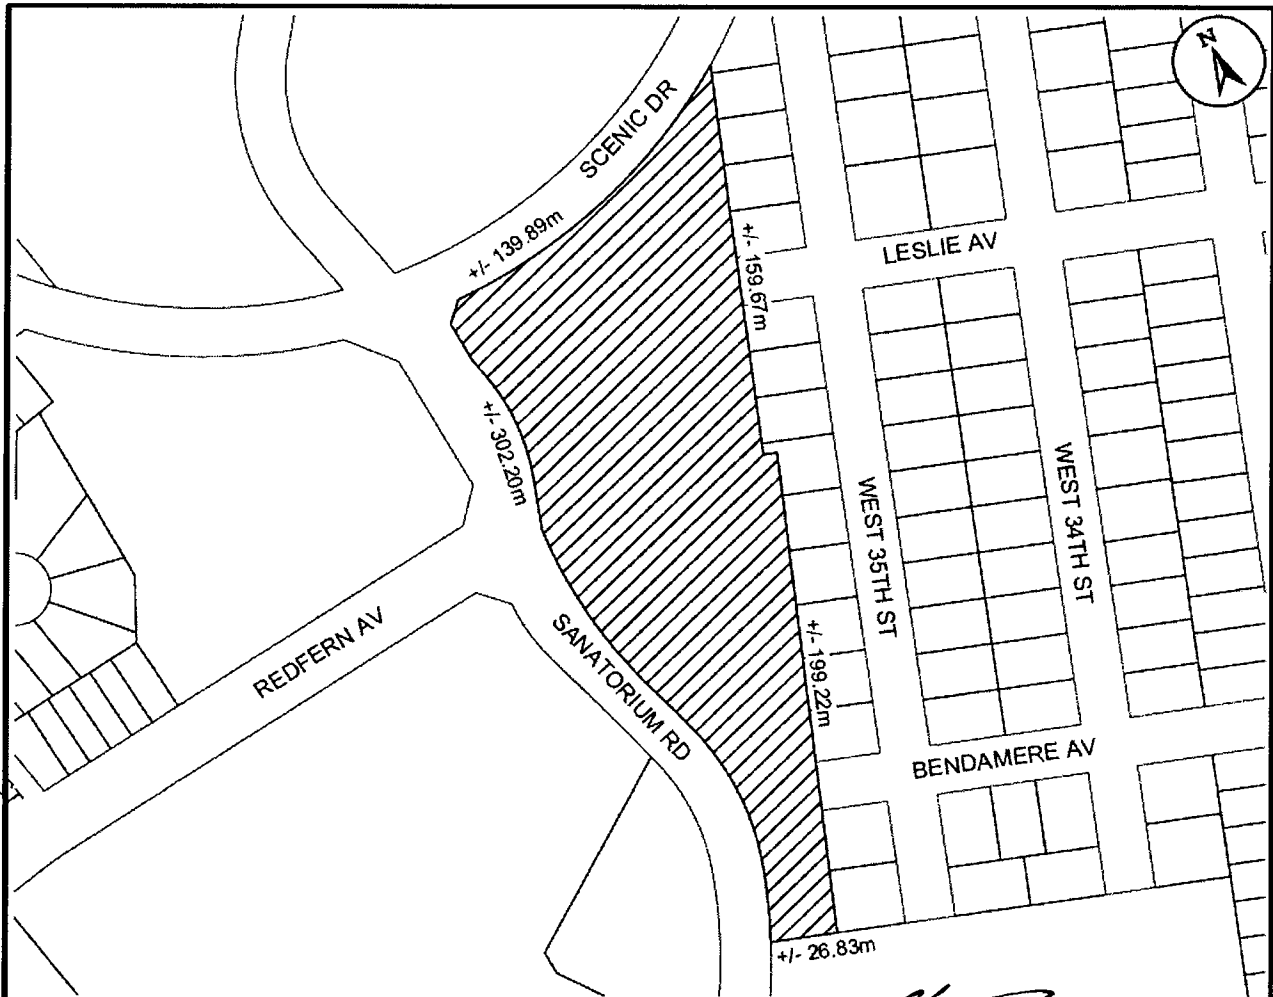 N
SCENIC DR
+/- 139.89m
+/- 159.67m
LESLIE AV
+/- 302.20m
WEST 35TH ST
WEST 34TH ST
REDFERN AV
SANATORIUM RD
+/- 199.22m
BENDAMERE AV
ST
+/- 26.83m